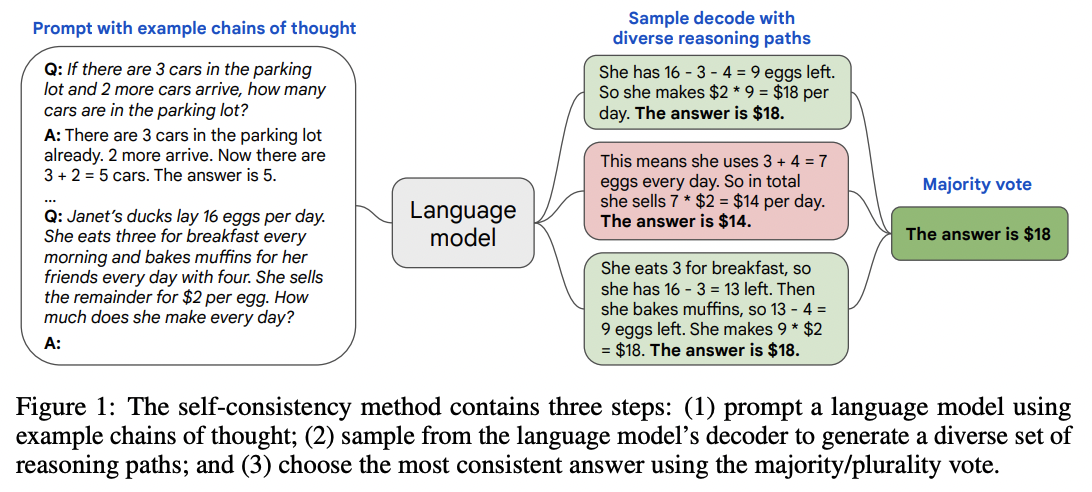 Prompt with example chains of thought
Q: If there are 3 cars in the parking
lot and 2 more cars arrive, how many
cars are in the parking lot?
A: There are 3 cars in the parking lot
already. 2 more arrive. Now there are
3 + 2 = 5 cars. The answer is 5.
...
Q: Janet’s ducks lay 16 eggs per day.
She eats three for breakfast every
morning and bakes muffins for her
friends every day with four. She sells
the remainder for $2 per egg. How
much does she make every day?
A:
Language
model
Sample decode with
diverse reasoning paths
She has 16 - 3 - 4 = 9 eggs left.
So she makes $2 * 9 = $18 per
day. The answer is $18.
This means she uses 3 + 4 = 7
eggs every day. So in total
she sells 7 * $2 = $14 per day.
The answer is $14.
She eats 3 for breakfast, so
she has 16 - 3 = 13 left. Then
she bakes muffins, so 13 - 4 =
9 eggs left. She makes 9 * $2
= $18. The answer is $18.
Majority vote
The answer is $18
Figure 1: The self-consistency method contains three steps: (1) prompt a language model using
example chains of thought; (2) sample from the language model’s decoder to generate a diverse set of
reasoning paths; and (3) choose the most consistent answer using the majority/plurality vote.